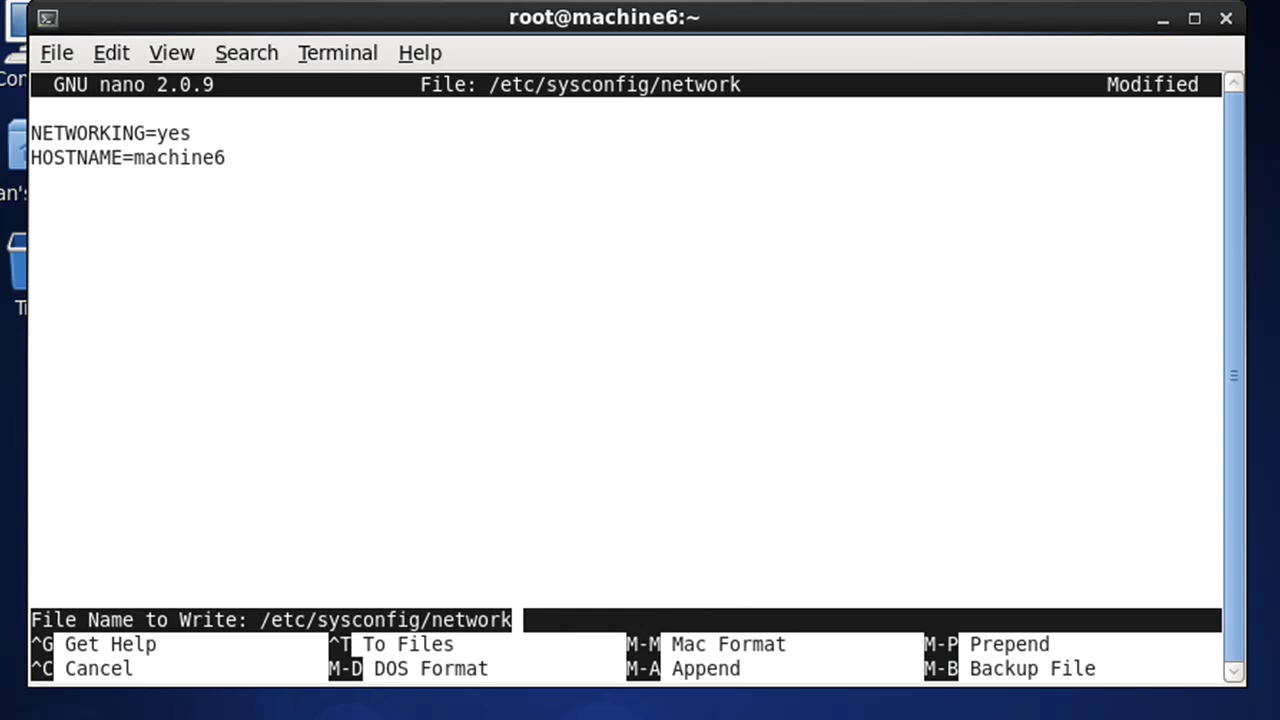 root@machine6:~
File Edit View Search Terminal Help
GNU nano 2.0.9 File: /etc/sysconfig/network Modified
NETWORKING=yes
HOSTNAME=machine6
File Name to Write: /etc/sysconfig/network
^G Get Help ^T To Files M-M Mac Format M-P Prepend
^C Cancel M-D DOS Format M-A Append M-B Backup File